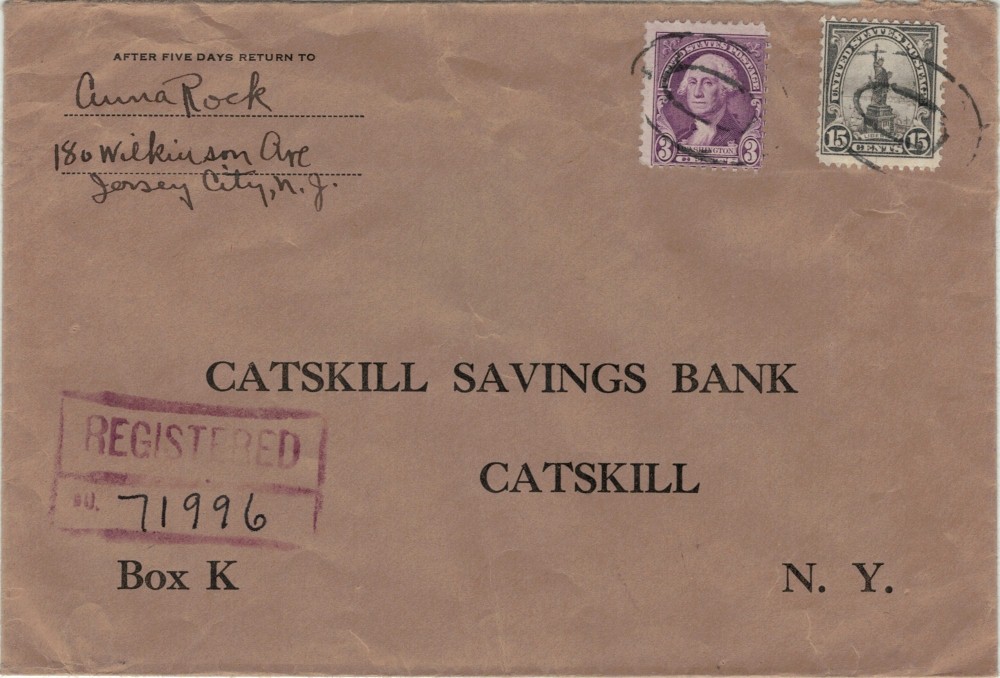 AFTER FIVE DAYS RETURN TO
Anna Rock
180 Wilkinson Ave
Jersey City, N. J.
UNITED STATES POSTAGE
WASHINGTON
3 3
UNITED STATES POSTAGE
15 15
CENTS
CATSKILL SAVINGS BANK
CATSKILL
REGISTERED
NO. 71996
Box K
N. Y.